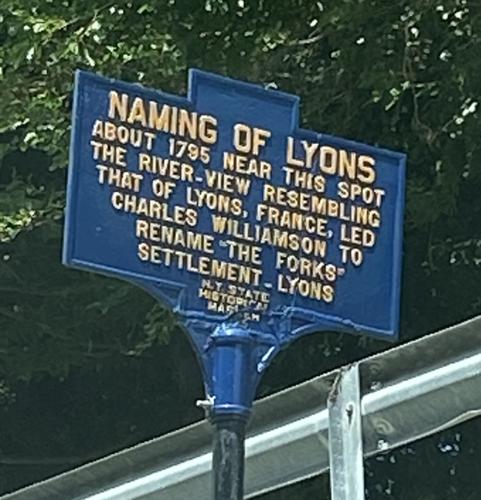 NAMING OF LYONS
ABOUT 1795 NEAR THIS SPOT
THE RIVER-VIEW RESEMBLING
THAT OF LYONS, FRANCE, LED
CHARLES WILLIAMSON TO
RENAME "THE FORKS"
SETTLEMENT - LYONS
N.Y. STATE
HISTORICAL